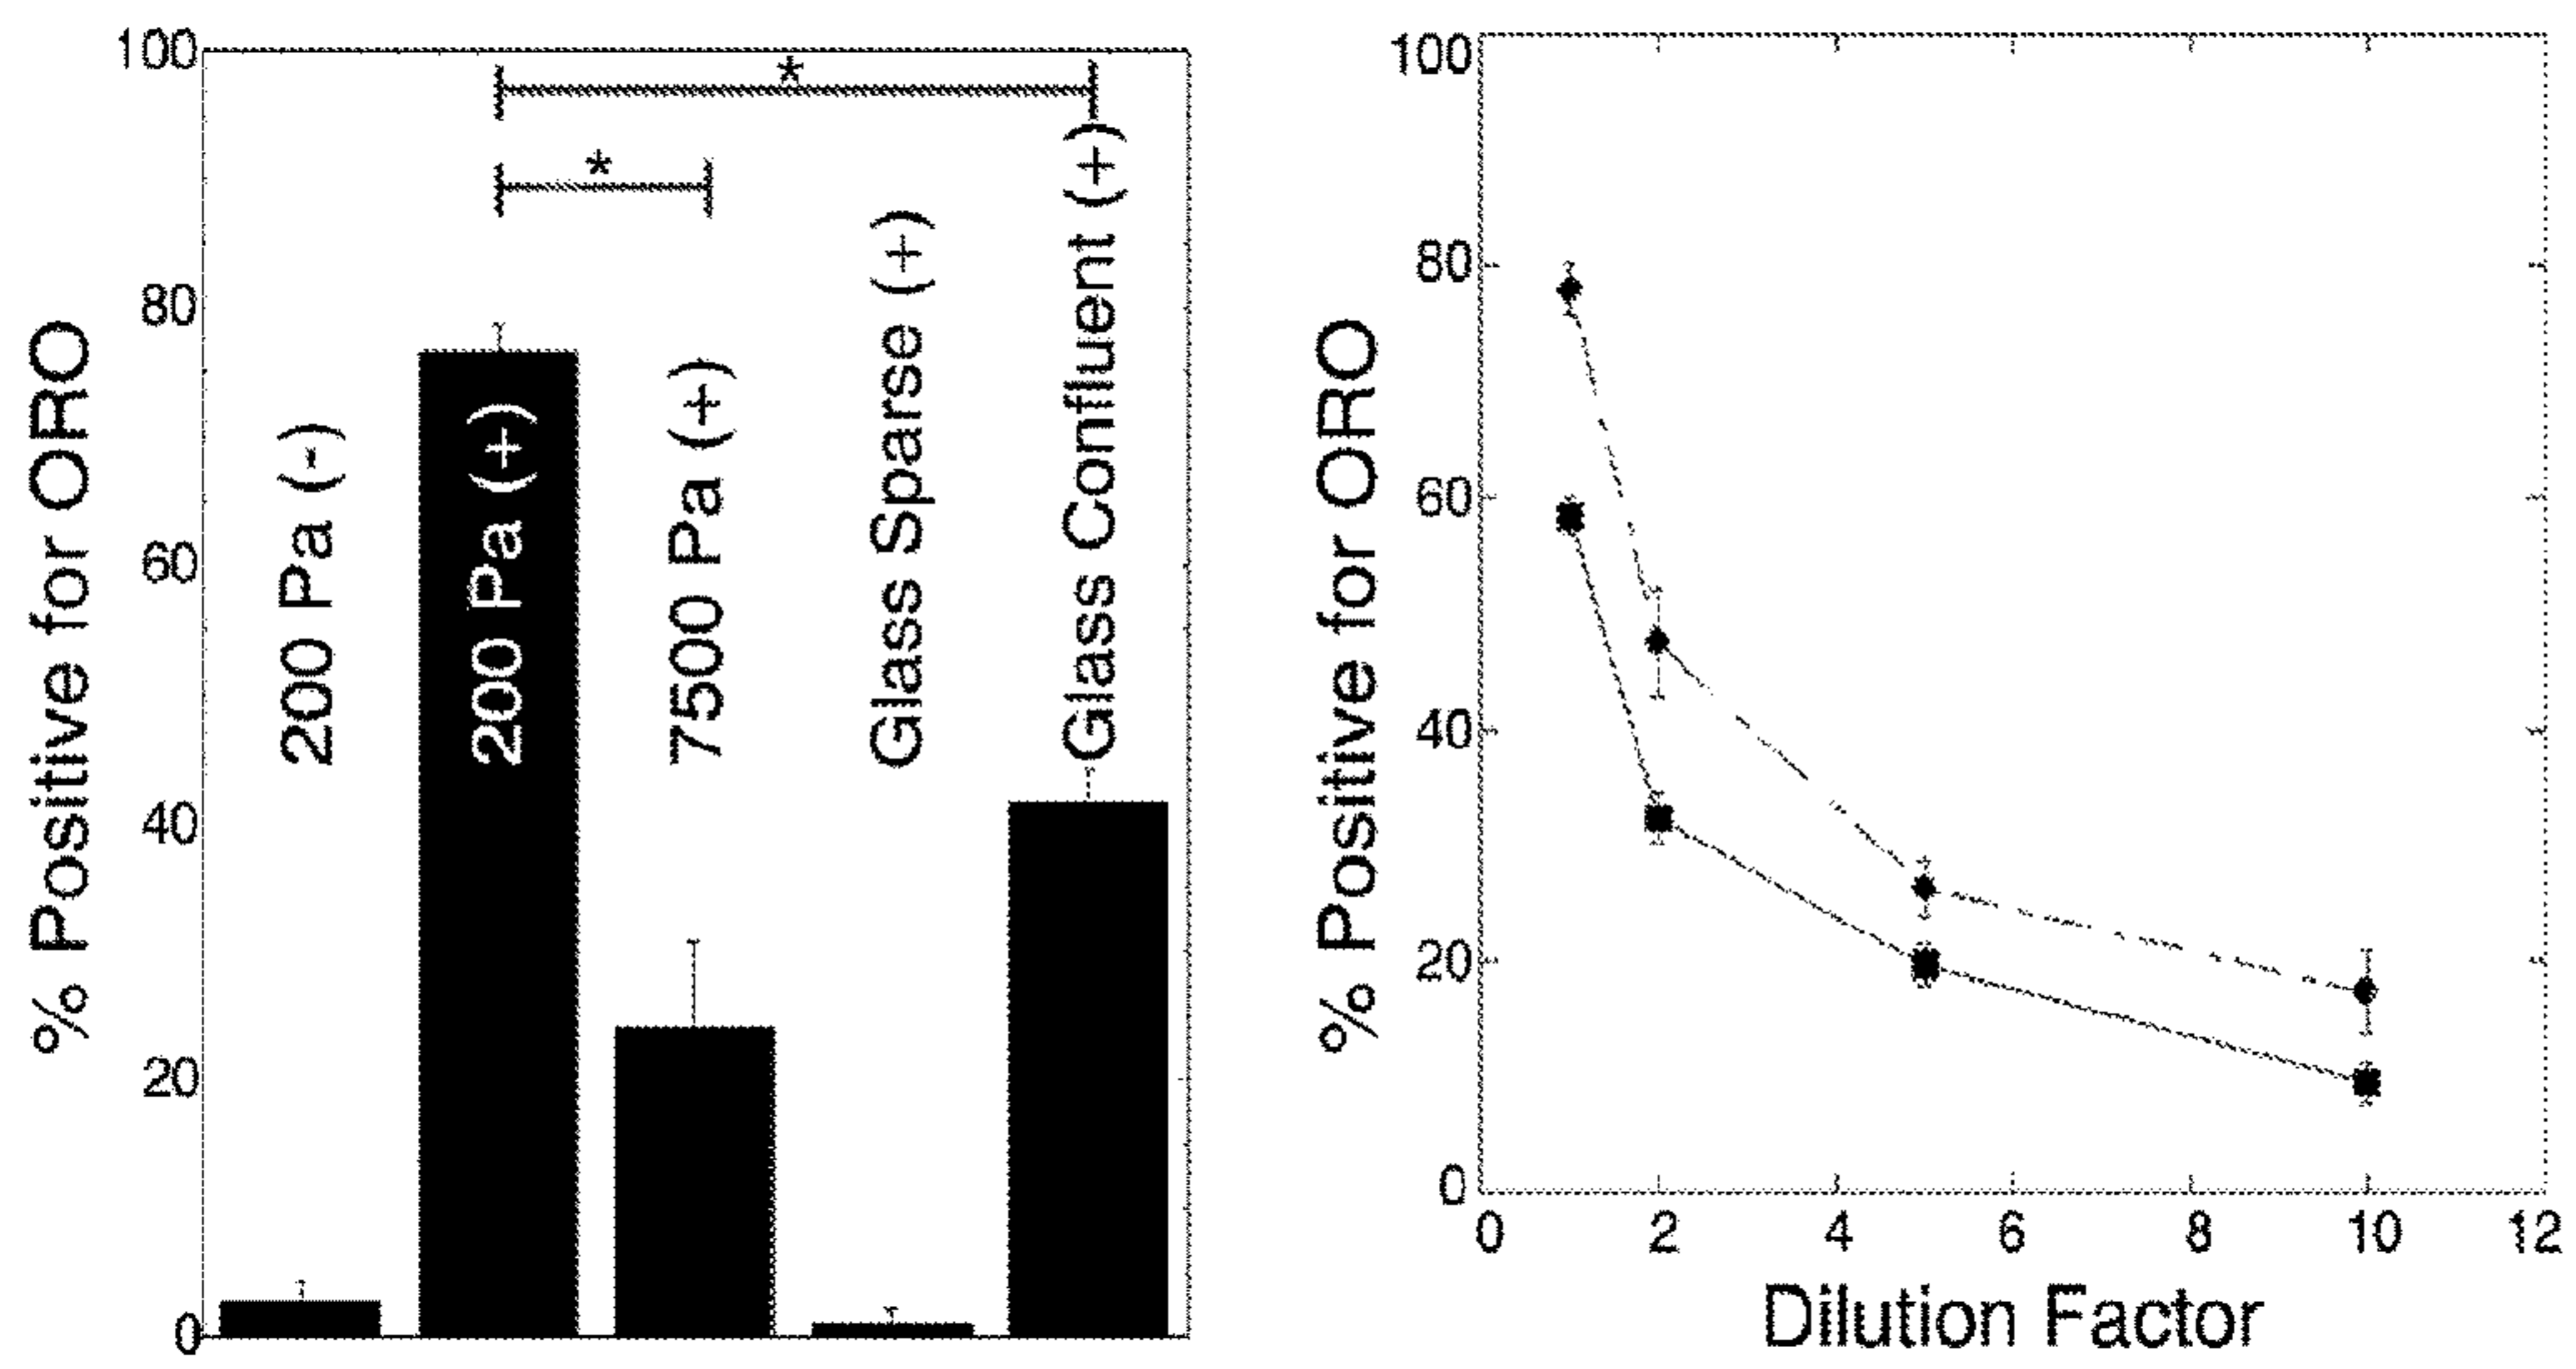 % Positive for ORO
100
80
60
40
20
0
*
*
200 Pa (-)
200 Pa (+)
7500 Pa (+)
Glass Sparse (+)
Glass Confluent (+)
% Positive for ORO
100
80
60
40
20
0
0 2 4 6 8 10 12
Dilution Factor